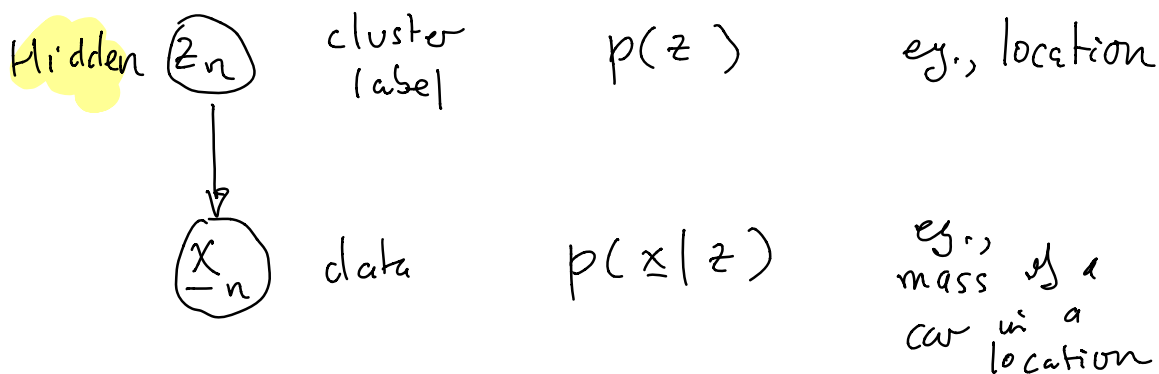 Hidden z_n cluster label p(z) eg., location
x_n data p(x|z) eg., mass of a car in a location